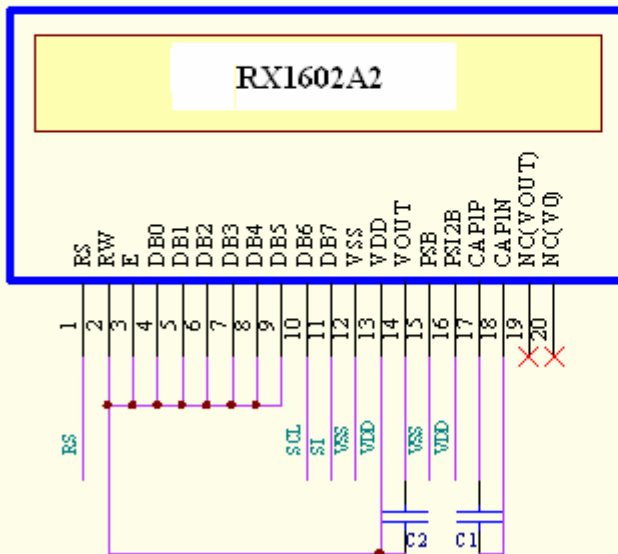 RX1602A2
RS
RW
E
DB0
DB1
DB2
DB3
DB4
DB5
DB6
DB7
VSS
VDD
VOUT
PSB
PSI2B
CAP1P
CAP1N
NC(VOUT)
NC(V0)
1
2
3
4
5
6
7
8
9
10
11
12
13
14
15
16
17
18
19
20
RS
SCL
SI
VSS
VDD
VSS
VDD
C2
C1